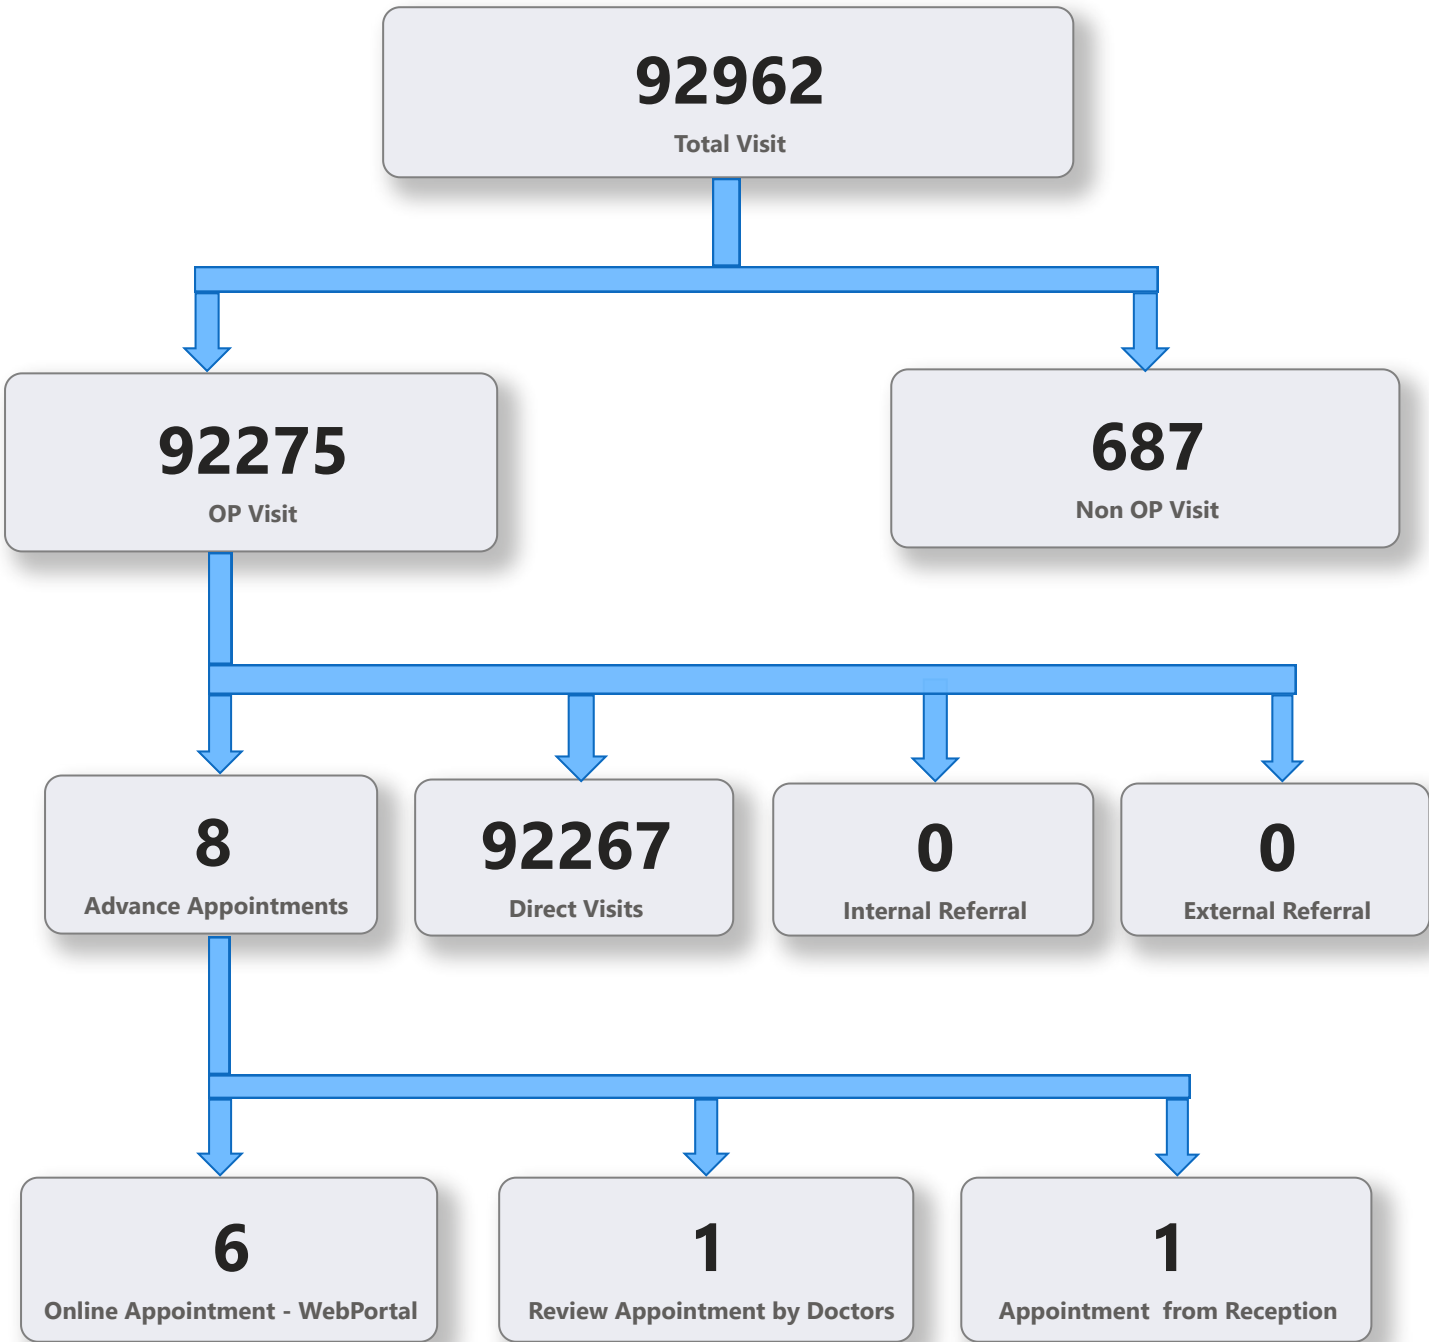 92962
Total Visit
92275
OP Visit
687
Non OP Visit
8
Advance Appointments
92267
Direct Visits
0
Internal Referral
0
External Referral
6
Online Appointment - WebPortal
1
Review Appointment by Doctors
1
Appointment  from Reception